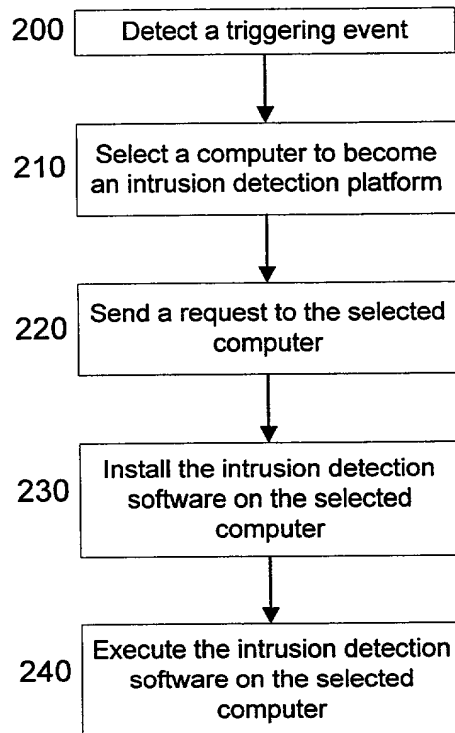 200
Detect a triggering event
210
Select a computer to become
an intrusion detection platform
220
Send a request to the selected
computer
230
Install the intrusion detection
software on the selected
computer
240
Execute the intrusion detection
software on the selected
computer